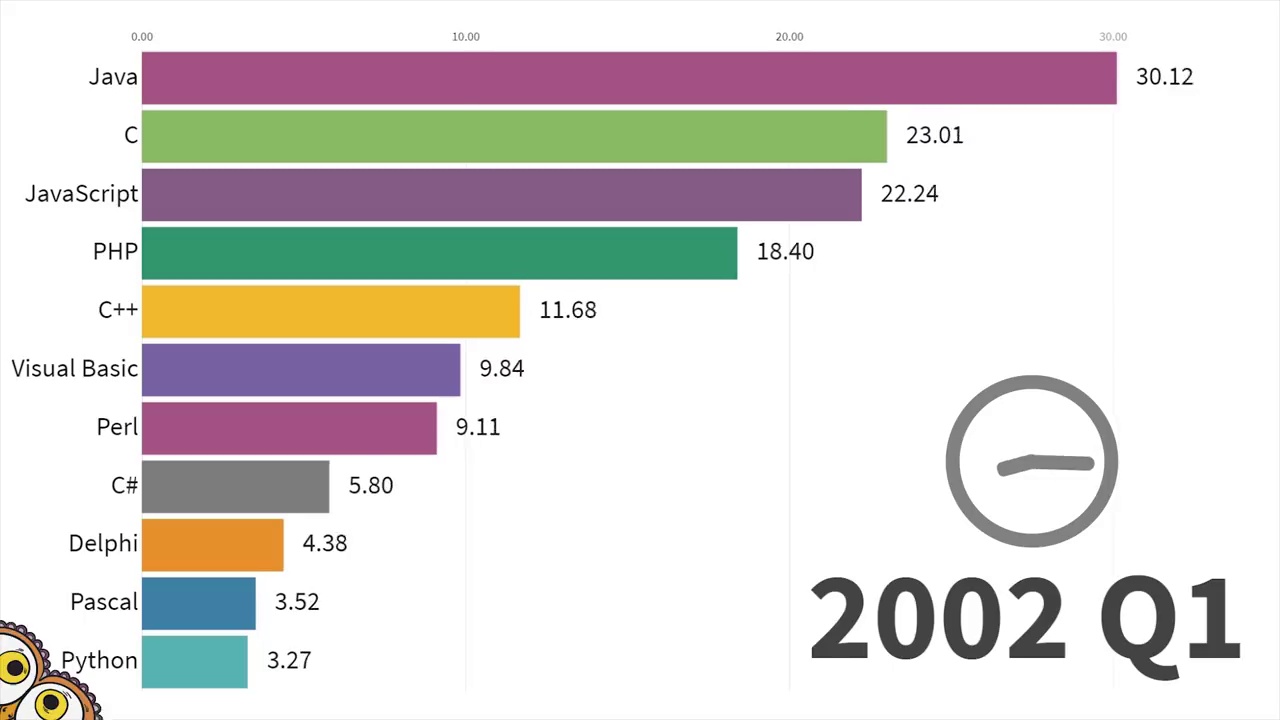 0.00 10.00 20.00 30.00
Java 30.12
C 23.01
JavaScript 22.24
PHP 18.40
C++ 11.68
Visual Basic 9.84
Perl 9.11
C# 5.80
Delphi 4.38
Pascal 3.52
Python 3.27
2002 Q1